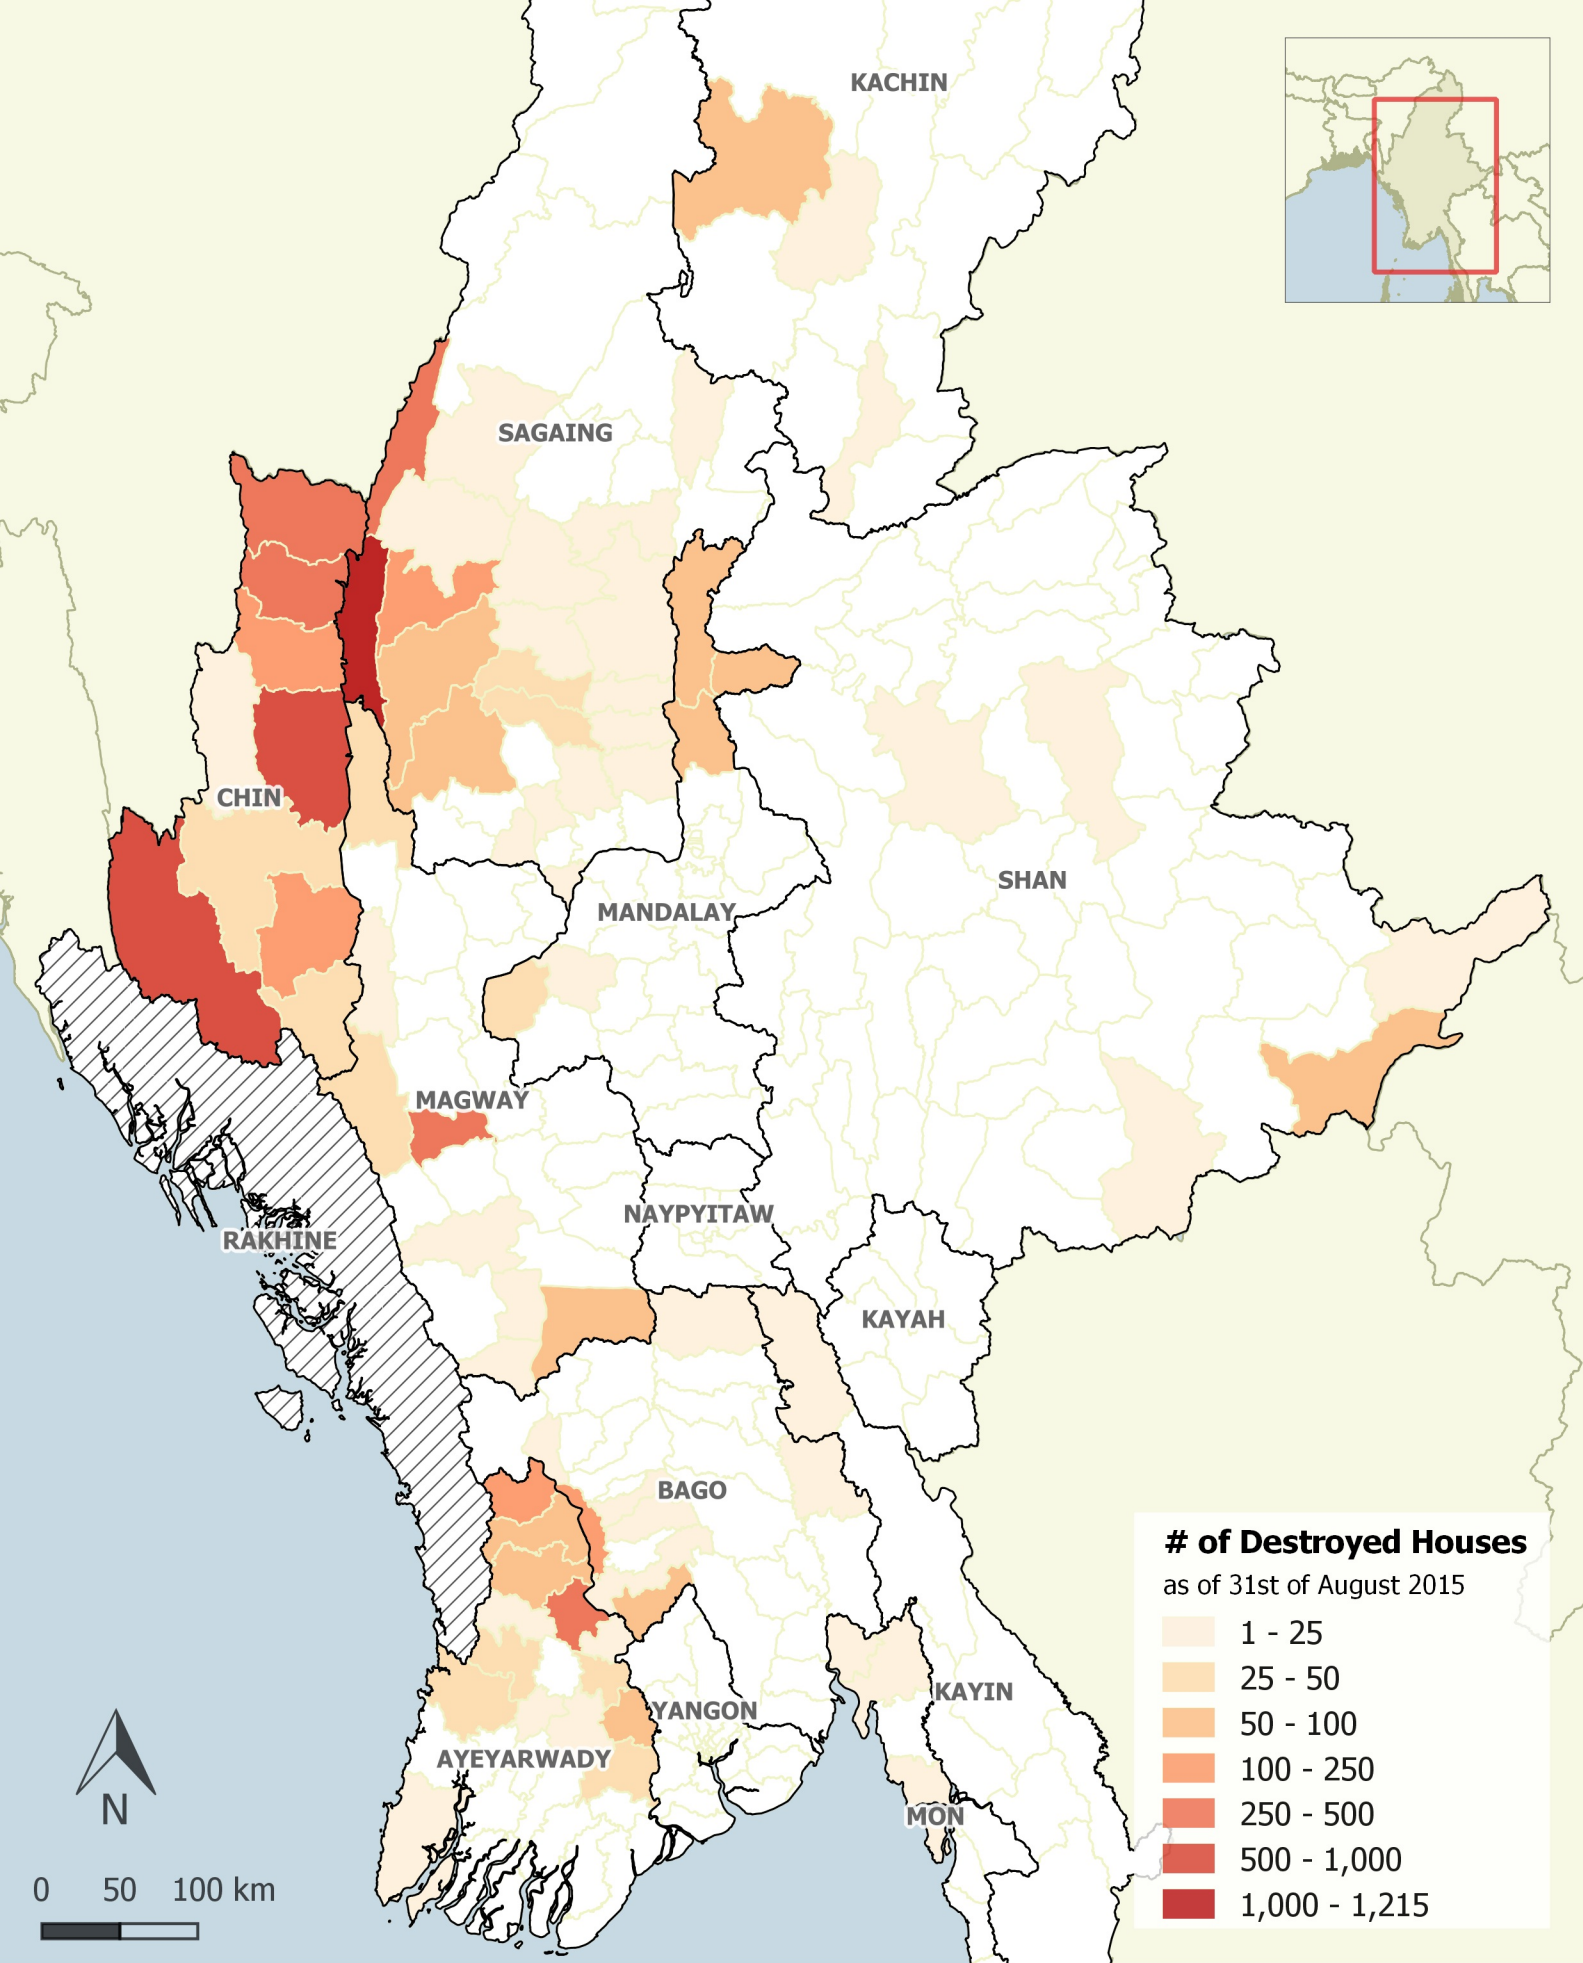 KACHIN
SAGAING
CHIN
MANDALAY
SHAN
MAGWAY
NAYPYITAW
RAKHINE
KAYAH
BAGO
YANGON
KAYIN
AYEYARWADY
MON
N
0 50 100 km
# of Destroyed Houses
as of 31st of August 2015
1 - 25
25 - 50
50 - 100
100 - 250
250 - 500
500 - 1,000
1,000 - 1,215